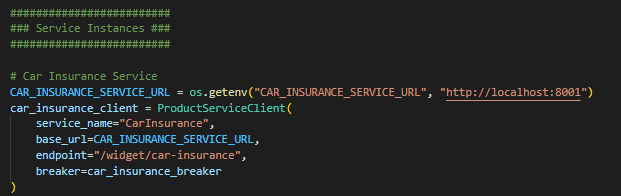 #########################
### Service Instances ###
#########################
# Car Insurance Service
CAR_INSURANCE_SERVICE_URL = os.getenv("CAR_INSURANCE_SERVICE_URL", "http://localhost:8001")
car_insurance_client = ProductServiceClient(
    service_name="CarInsurance",
    base_url=CAR_INSURANCE_SERVICE_URL,
    endpoint="/widget/car-insurance",
    breaker=car_insurance_breaker
)